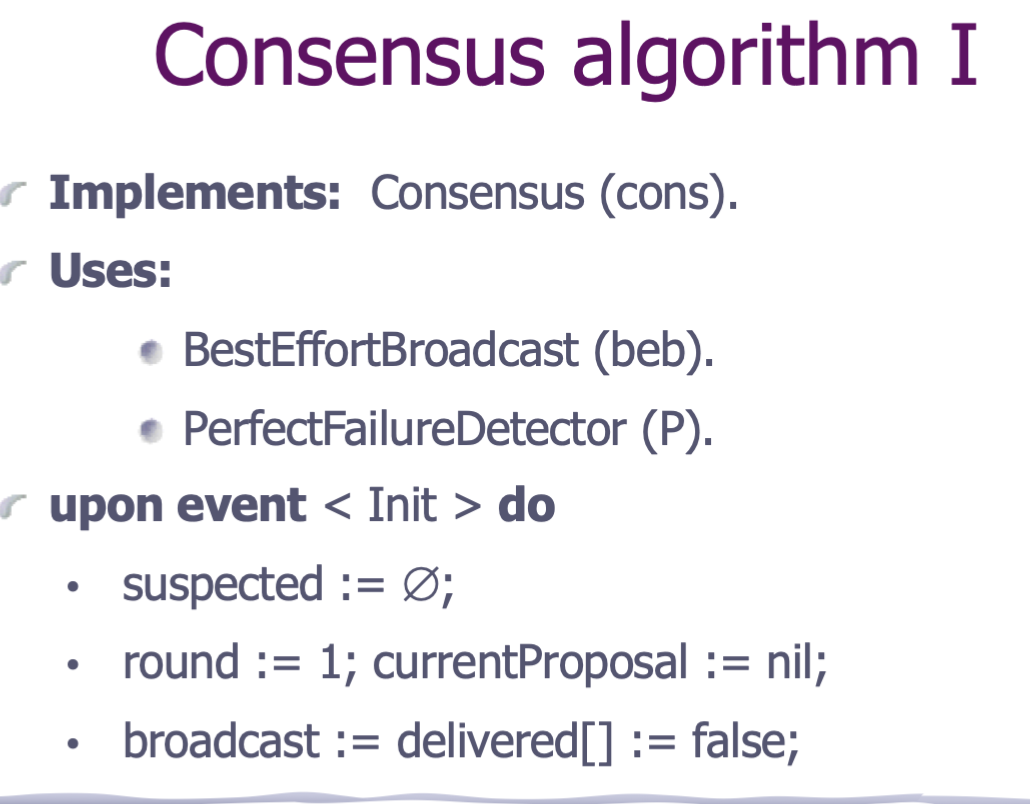 Consensus algorithm I
Implements: Consensus (cons).
Uses:
BestEffortBroadcast (beb).
PerfectFailureDetector (P).
upon event < Init > do
• suspected := ∅;
• round := 1; currentProposal := nil;
• broadcast := delivered[] := false;